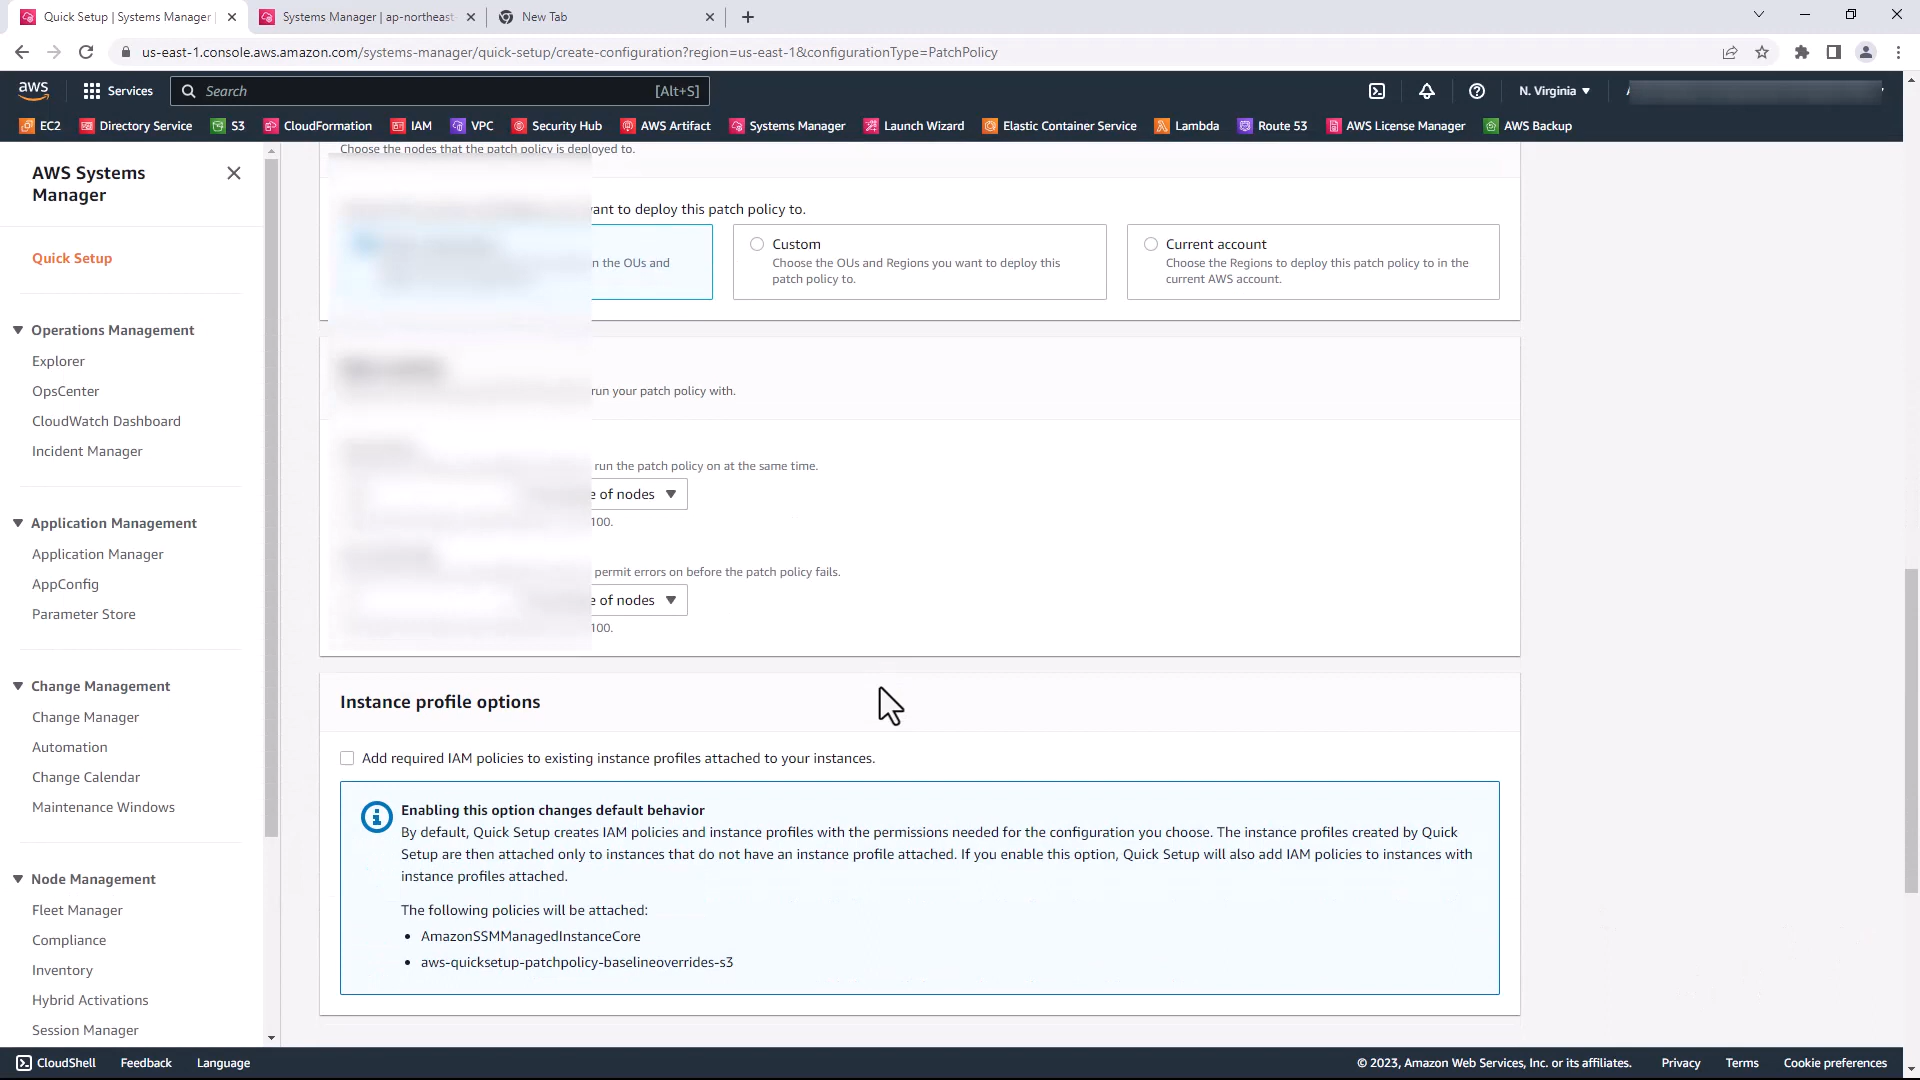 Quick Setup | Systems Manager
Systems Manager | ap-northeast-
New Tab
us-east-1.console.aws.amazon.com/systems-manager/quick-setup/create-configuration?region=us-east-1&configurationType=PatchPolicy
aws
Services
Search
[Alt+S]
N. Virginia
EC2
Directory Service
S3
CloudFormation
IAM
VPC
Security Hub
AWS Artifact
Systems Manager
Launch Wizard
Elastic Container Service
Lambda
Route 53
AWS License Manager
AWS Backup
AWS Systems
Manager
Quick Setup
Operations Management
Explorer
OpsCenter
CloudWatch Dashboard
Incident Manager
Application Management
Application Manager
AppConfig
Parameter Store
Change Management
Change Manager
Automation
Change Calendar
Maintenance Windows
Node Management
Fleet Manager
Compliance
Inventory
Hybrid Activations
Session Manager
Choose the nodes that the patch policy is deployed to.
to deploy this patch policy to.
n the OUs and
Custom
Choose the OUs and Regions you want to deploy this
patch policy to.
Current account
Choose the Regions to deploy this patch policy to in the
current AWS account.
run your patch policy with.
run the patch policy on at the same time.
e of nodes
100.
permit errors on before the patch policy fails.
e of nodes
100.
Instance profile options
Add required IAM policies to existing instance profiles attached to your instances.
Enabling this option changes default behavior
By default, Quick Setup creates IAM policies and instance profiles with the permissions needed for the configuration you choose. The instance profiles created by Quick
Setup are then attached only to instances that do not have an instance profile attached. If you enable this option, Quick Setup will also add IAM policies to instances with
instance profiles attached.
The following policies will be attached:
• AmazonSSMManagedInstanceCore
• aws-quicksetup-patchpolicy-baselineoverrides-s3
CloudShell
Feedback
Language
© 2023, Amazon Web Services, Inc. or its affiliates.
Privacy
Terms
Cookie preferences